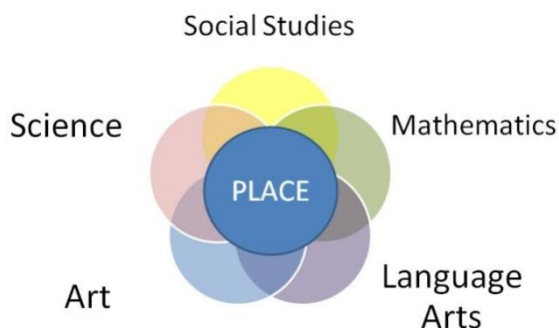 Social Studies
Science
Mathematics
PLACE
Art
Language
Arts